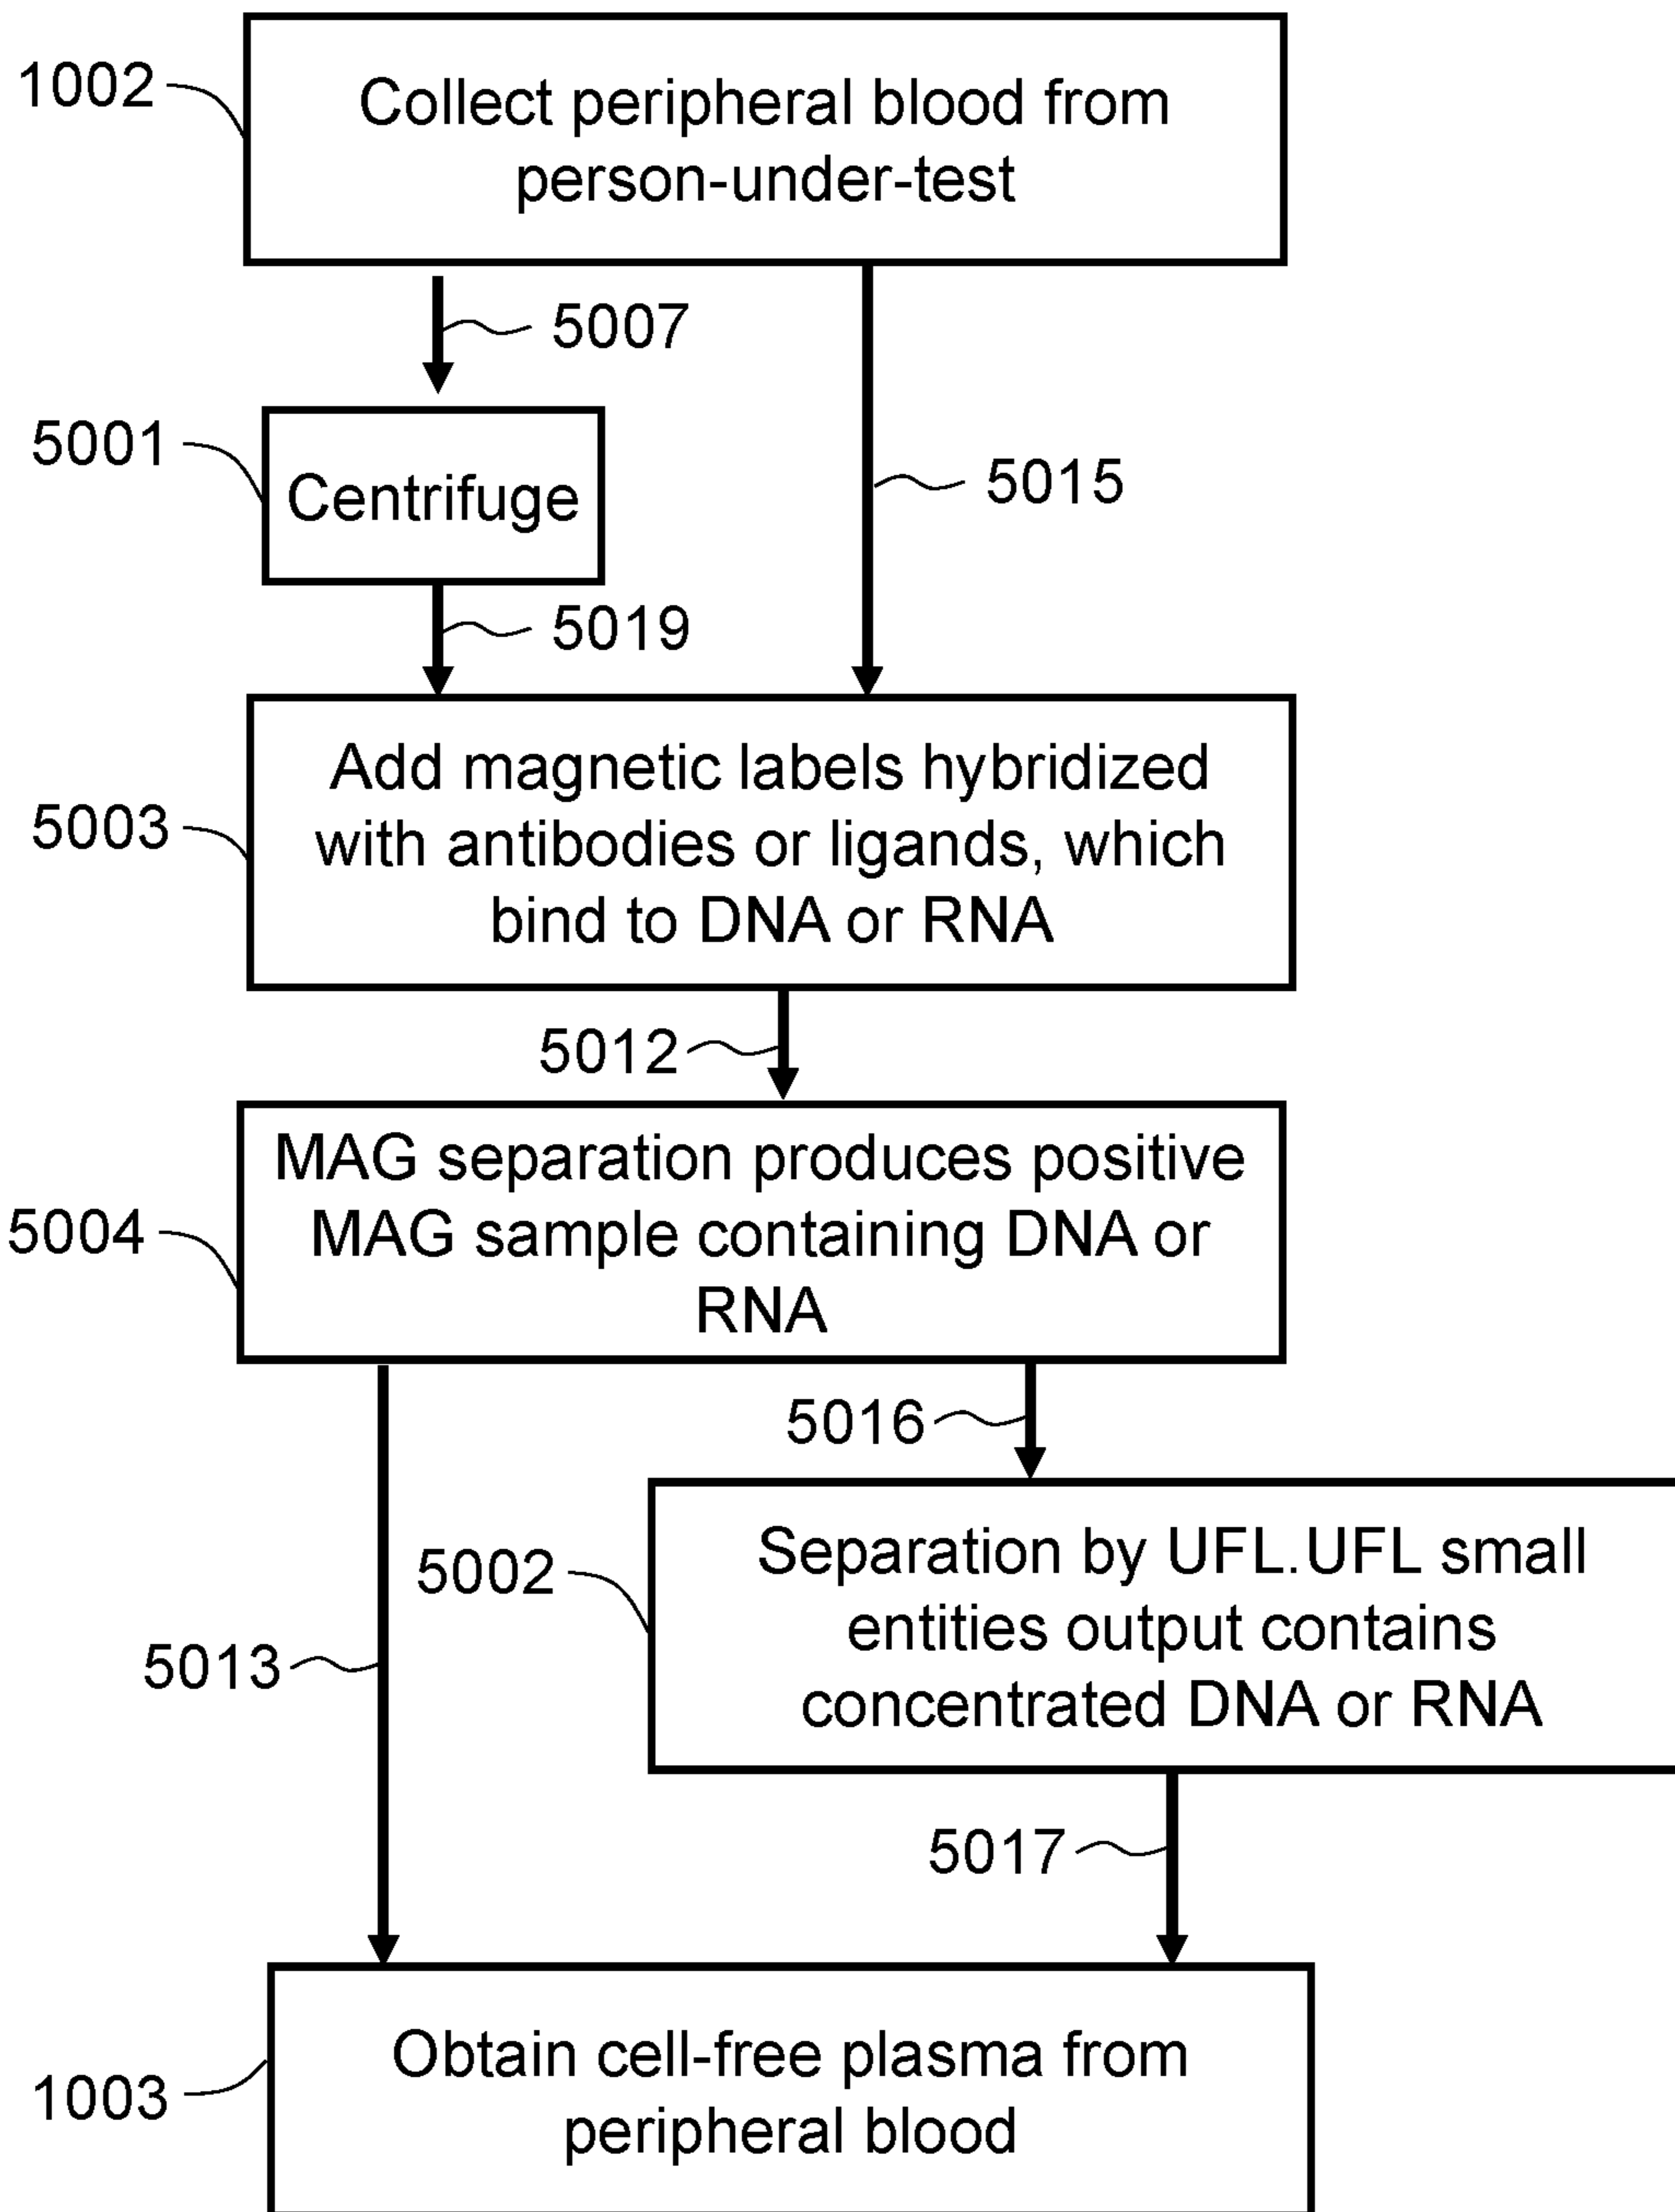 1002
Collect peripheral blood from
person-under-test
5007
5001
Centrifuge
5015
5019
5003
Add magnetic labels hybridized
with antibodies or ligands, which
bind to DNA or RNA
5012
5004
MAG separation produces positive
MAG sample containing DNA or
RNA
5016
5002
Separation by UFL.UFL small
entities output contains
concentrated DNA or RNA
5013
5017
1003
Obtain cell-free plasma from
peripheral blood